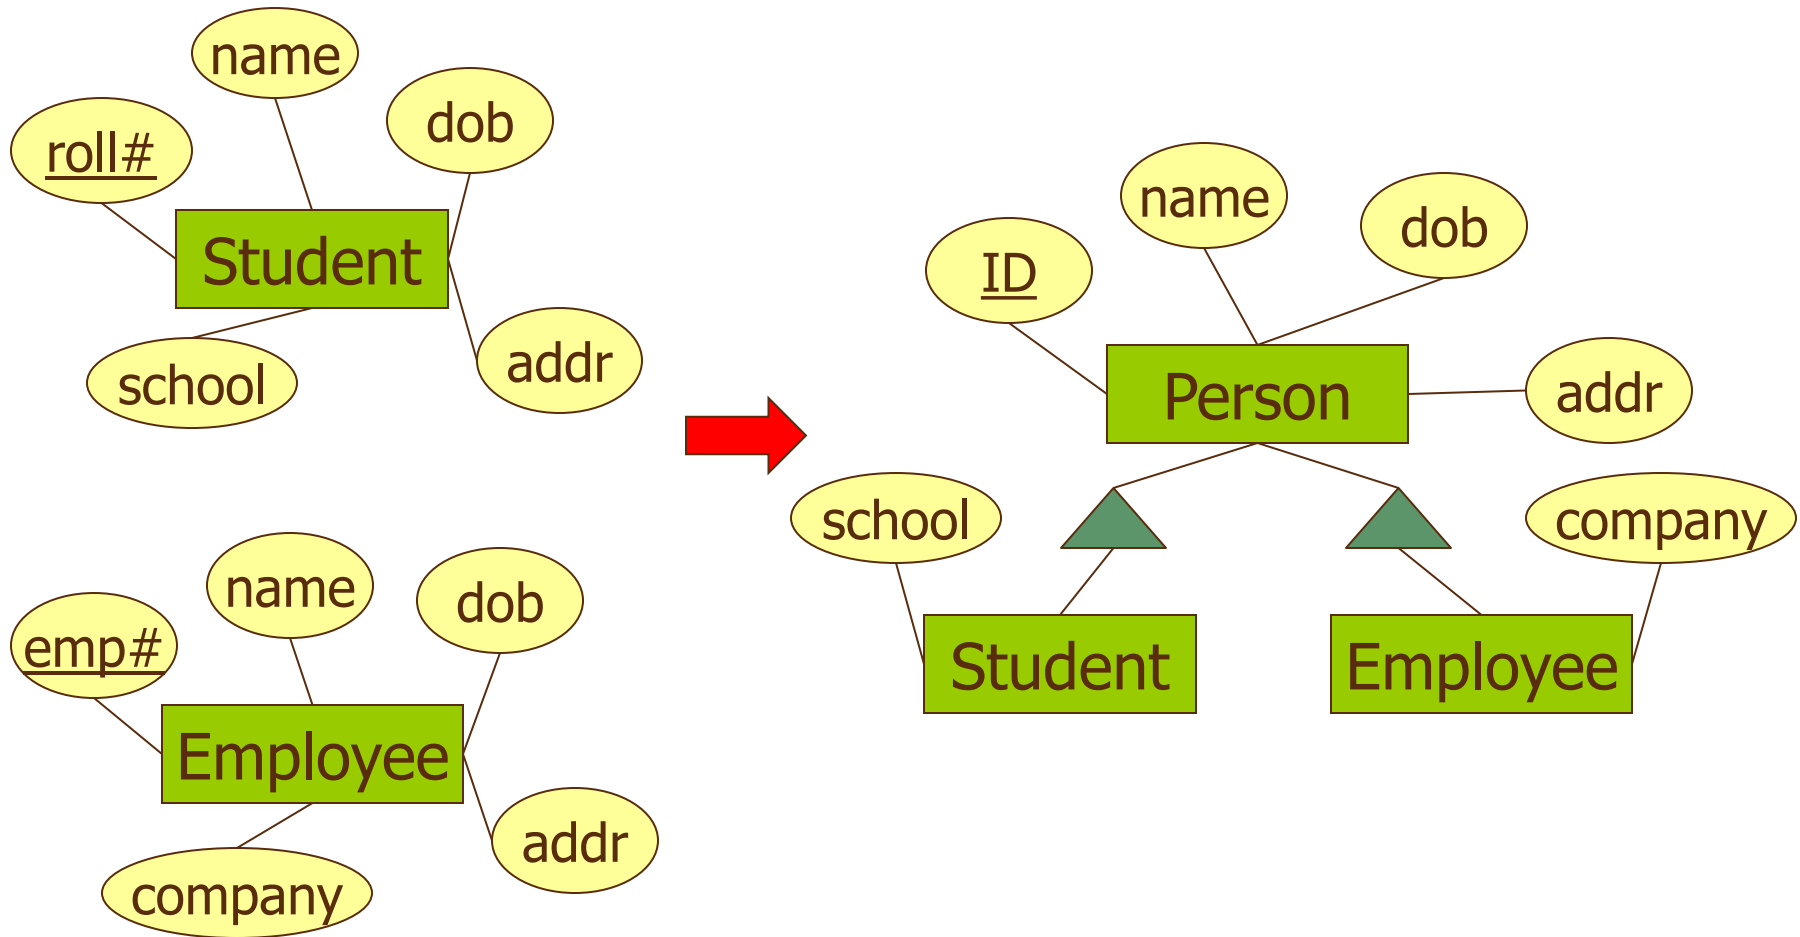 name
dob
roll#
Student
addr
school
name
dob
emp#
Employee
addr
company
name
dob
ID
Person
addr
school
company
Student
Employee